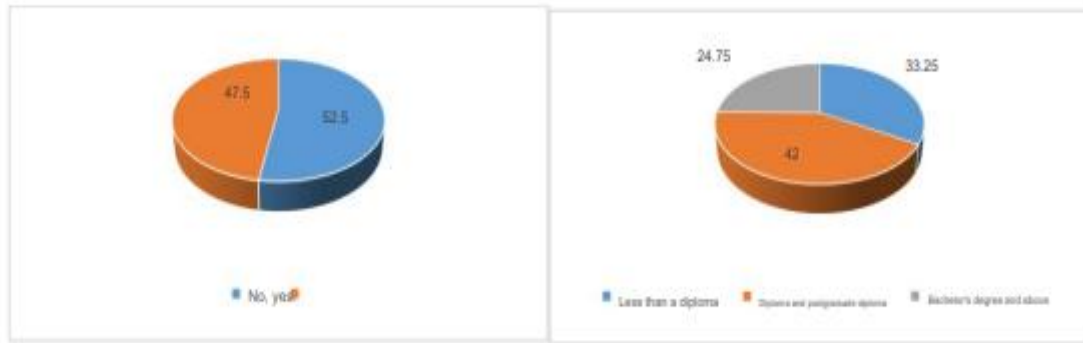 47.5
52.5
No, yes
24.75
33.25
42
Less than a diploma
Diploma and postgraduate diploma
Bachelor's degree and above